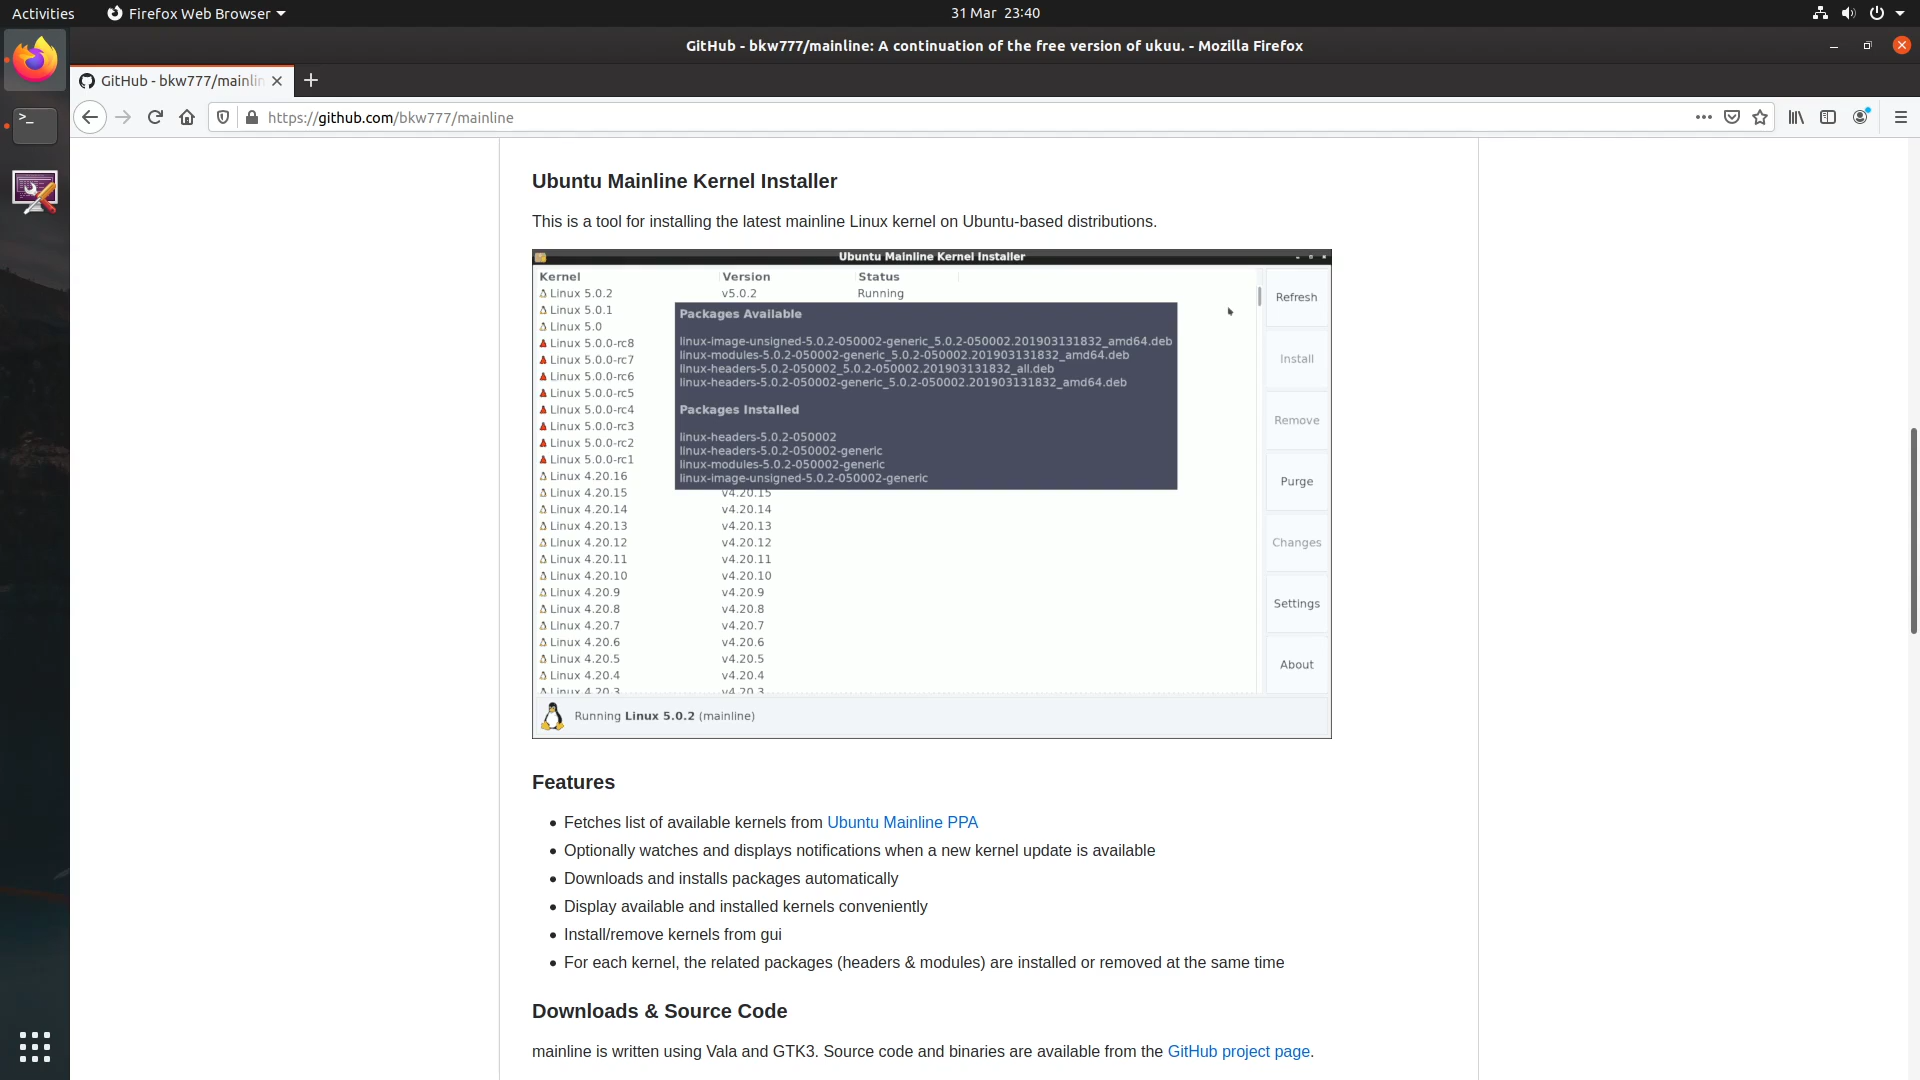 Activities
Firefox Web Browser
31 Mar 23:40
GitHub - bkw777/mainline: A continuation of the free version of ukuu. - Mozilla Firefox
GitHub - bkw777/mainlin
https://github.com/bkw777/mainline
Ubuntu Mainline Kernel Installer
This is a tool for installing the latest mainline Linux kernel on Ubuntu-based distributions.
Ubuntu Mainline Kernel Installer
Kernel Version Status
Linux 5.0.2 v5.0.2 Running
Linux 5.0.1
Linux 5.0
Linux 5.0.0-rc8
Linux 5.0.0-rc7
Linux 5.0.0-rc6
Linux 5.0.0-rc5
Linux 5.0.0-rc4
Linux 5.0.0-rc3
Linux 5.0.0-rc2
Linux 5.0.0-rc1
Linux 4.20.16
Linux 4.20.15 v4.20.15
Linux 4.20.14 v4.20.14
Linux 4.20.13 v4.20.13
Linux 4.20.12 v4.20.12
Linux 4.20.11 v4.20.11
Linux 4.20.10 v4.20.10
Linux 4.20.9 v4.20.9
Linux 4.20.8 v4.20.8
Linux 4.20.7 v4.20.7
Linux 4.20.6 v4.20.6
Linux 4.20.5 v4.20.5
Linux 4.20.4 v4.20.4
Linux 4.20.3 v4.20.3
Packages Available
linux-image-unsigned-5.0.2-050002-generic_5.0.2-050002.201903131832_amd64.deb
linux-modules-5.0.2-050002-generic_5.0.2-050002.201903131832_amd64.deb
linux-headers-5.0.2-050002_5.0.2-050002.201903131832_all.deb
linux-headers-5.0.2-050002-generic_5.0.2-050002.201903131832_amd64.deb
Packages Installed
linux-headers-5.0.2-050002
linux-headers-5.0.2-050002-generic
linux-modules-5.0.2-050002-generic
linux-image-unsigned-5.0.2-050002-generic
Refresh
Install
Remove
Purge
Changes
Settings
About
Running Linux 5.0.2 (mainline)
Features
• Fetches list of available kernels from Ubuntu Mainline PPA
• Optionally watches and displays notifications when a new kernel update is available
• Downloads and installs packages automatically
• Display available and installed kernels conveniently
• Install/remove kernels from gui
• For each kernel, the related packages (headers & modules) are installed or removed at the same time
Downloads & Source Code
mainline is written using Vala and GTK3. Source code and binaries are available from the GitHub project page.